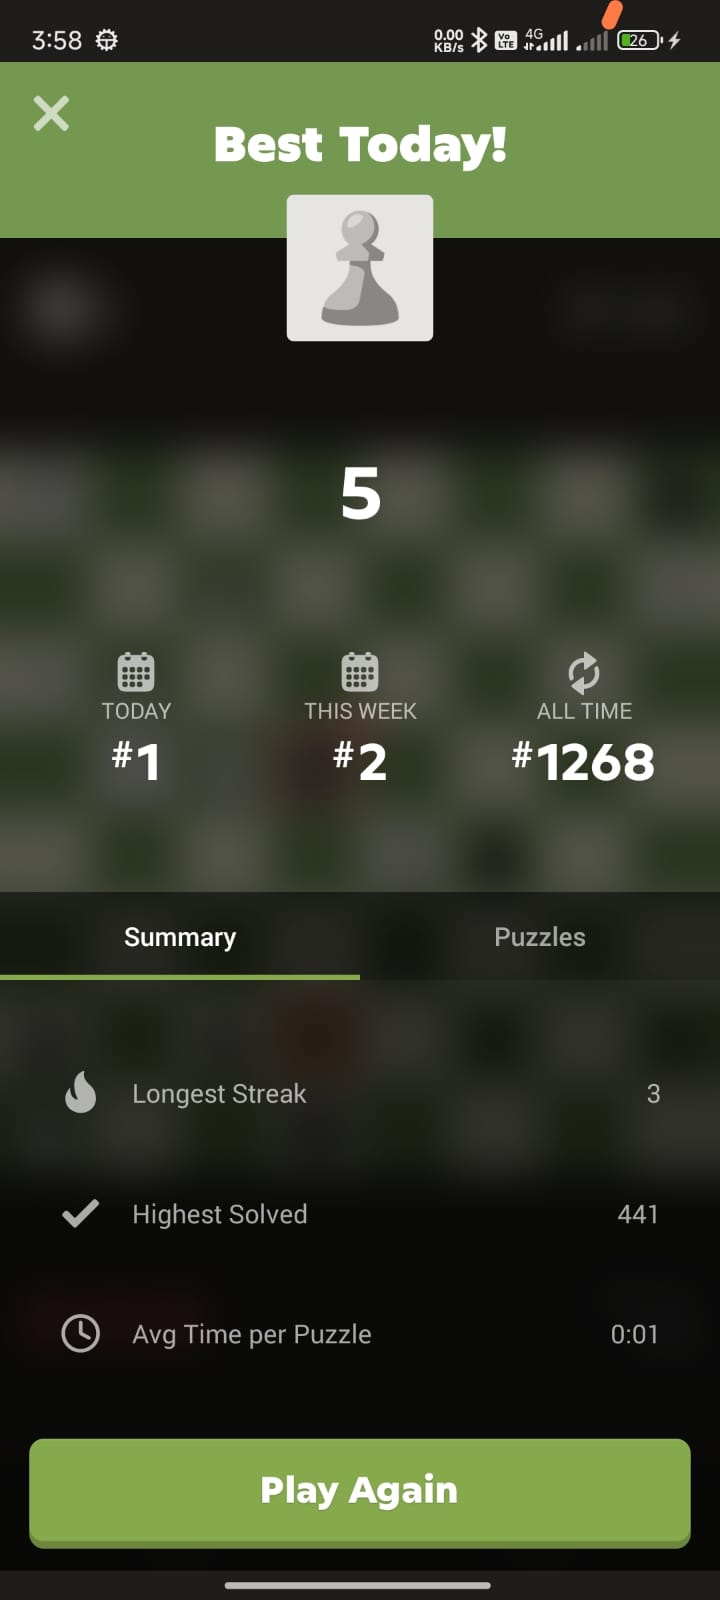 3:58
0.00
KB/s
Vo
LTE
4G
26
Best Today!
5
TODAY
THIS WEEK
ALL TIME
#1
#2
#1268
Summary
Puzzles
Longest Streak
3
Highest Solved
441
Avg Time per Puzzle
0:01
Play Again